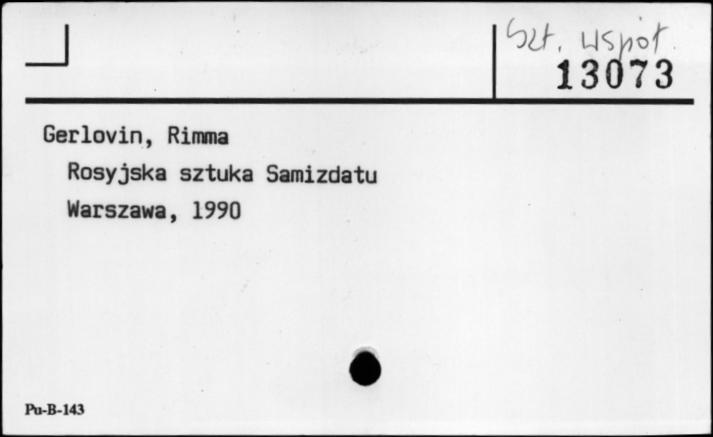 Szt. współ.
13073
Gerlovin, Rimma
Rosyjska sztuka Samizdatu
Warszawa, 1990
Pu-B-143